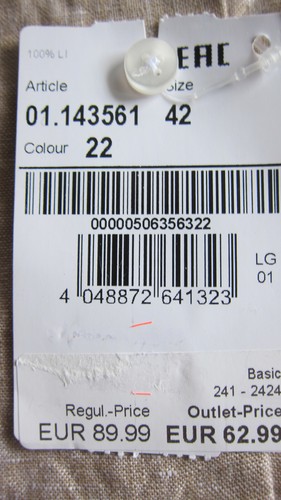 100% LI
EAC
Article Size
01.143561 42
Colour 22
00000506356322
LG
01
4 048872 641323
Basic
241 - 2424
Regul.-Price Outlet-Price
EUR 89.99 EUR 62.99